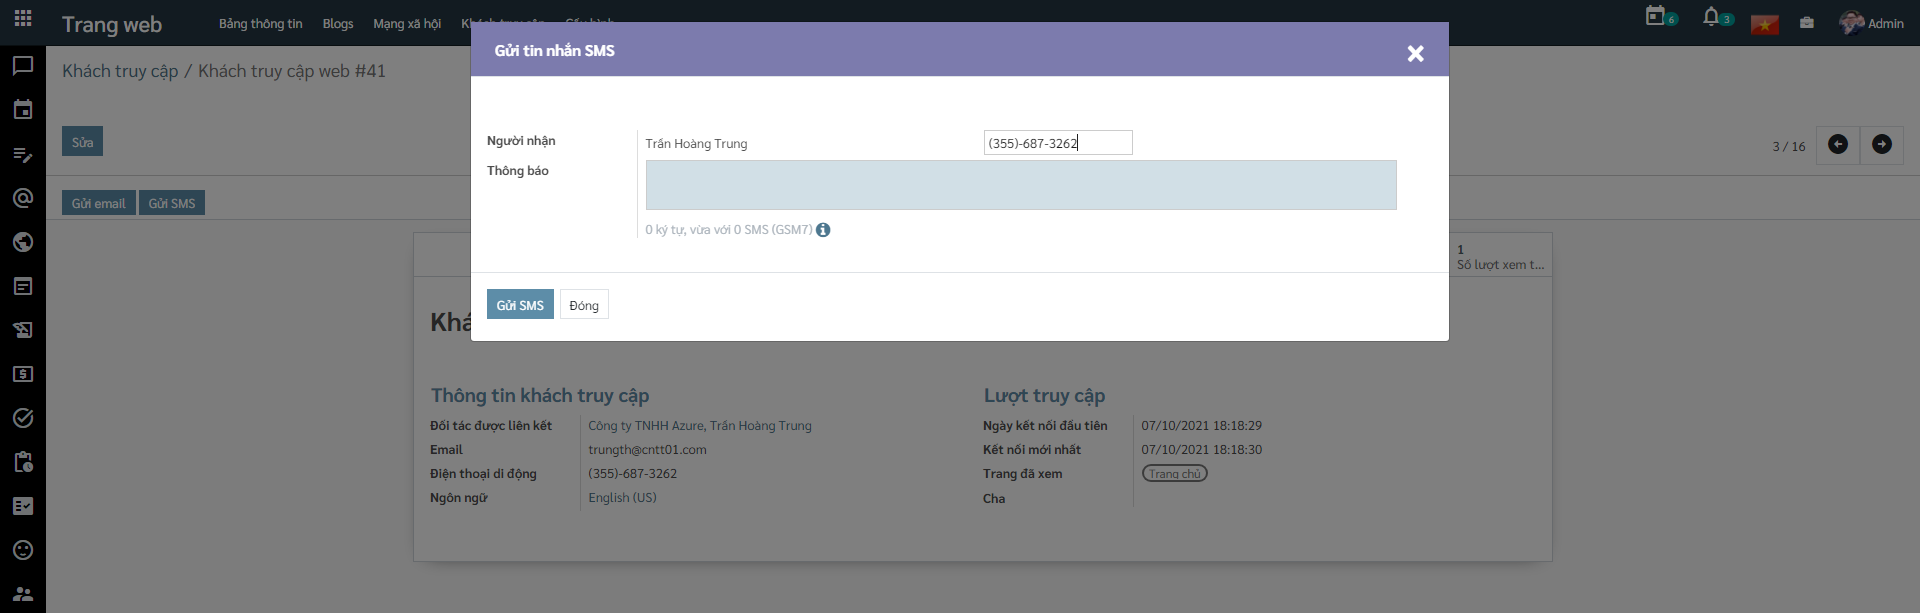 Trang web
Bảng thông tin
Blogs
Mạng xã hội
6
3
Admin
Khách truy cập / Khách truy cập web #41
Sửa
3 / 16
Gửi email
Gửi SMS
Gửi tin nhắn SMS
Người nhận
Trần Hoàng Trung
(355)-687-3262
Thông báo
0 ký tự, vừa với 0 SMS (GSM7)
Gửi SMS
Đóng
1
Số lượt xem t...
Khá
Thông tin khách truy cập
Đối tác được liên kết
Công ty TNHH Azure, Trần Hoàng Trung
Email
trungth@cntt01.com
Điện thoại di động
(355)-687-3262
Ngôn ngữ
English (US)
Lượt truy cập
Ngày kết nối đầu tiên
07/10/2021 18:18:29
Kết nối mới nhất
07/10/2021 18:18:30
Trang đã xem
Trang chủ
Cha